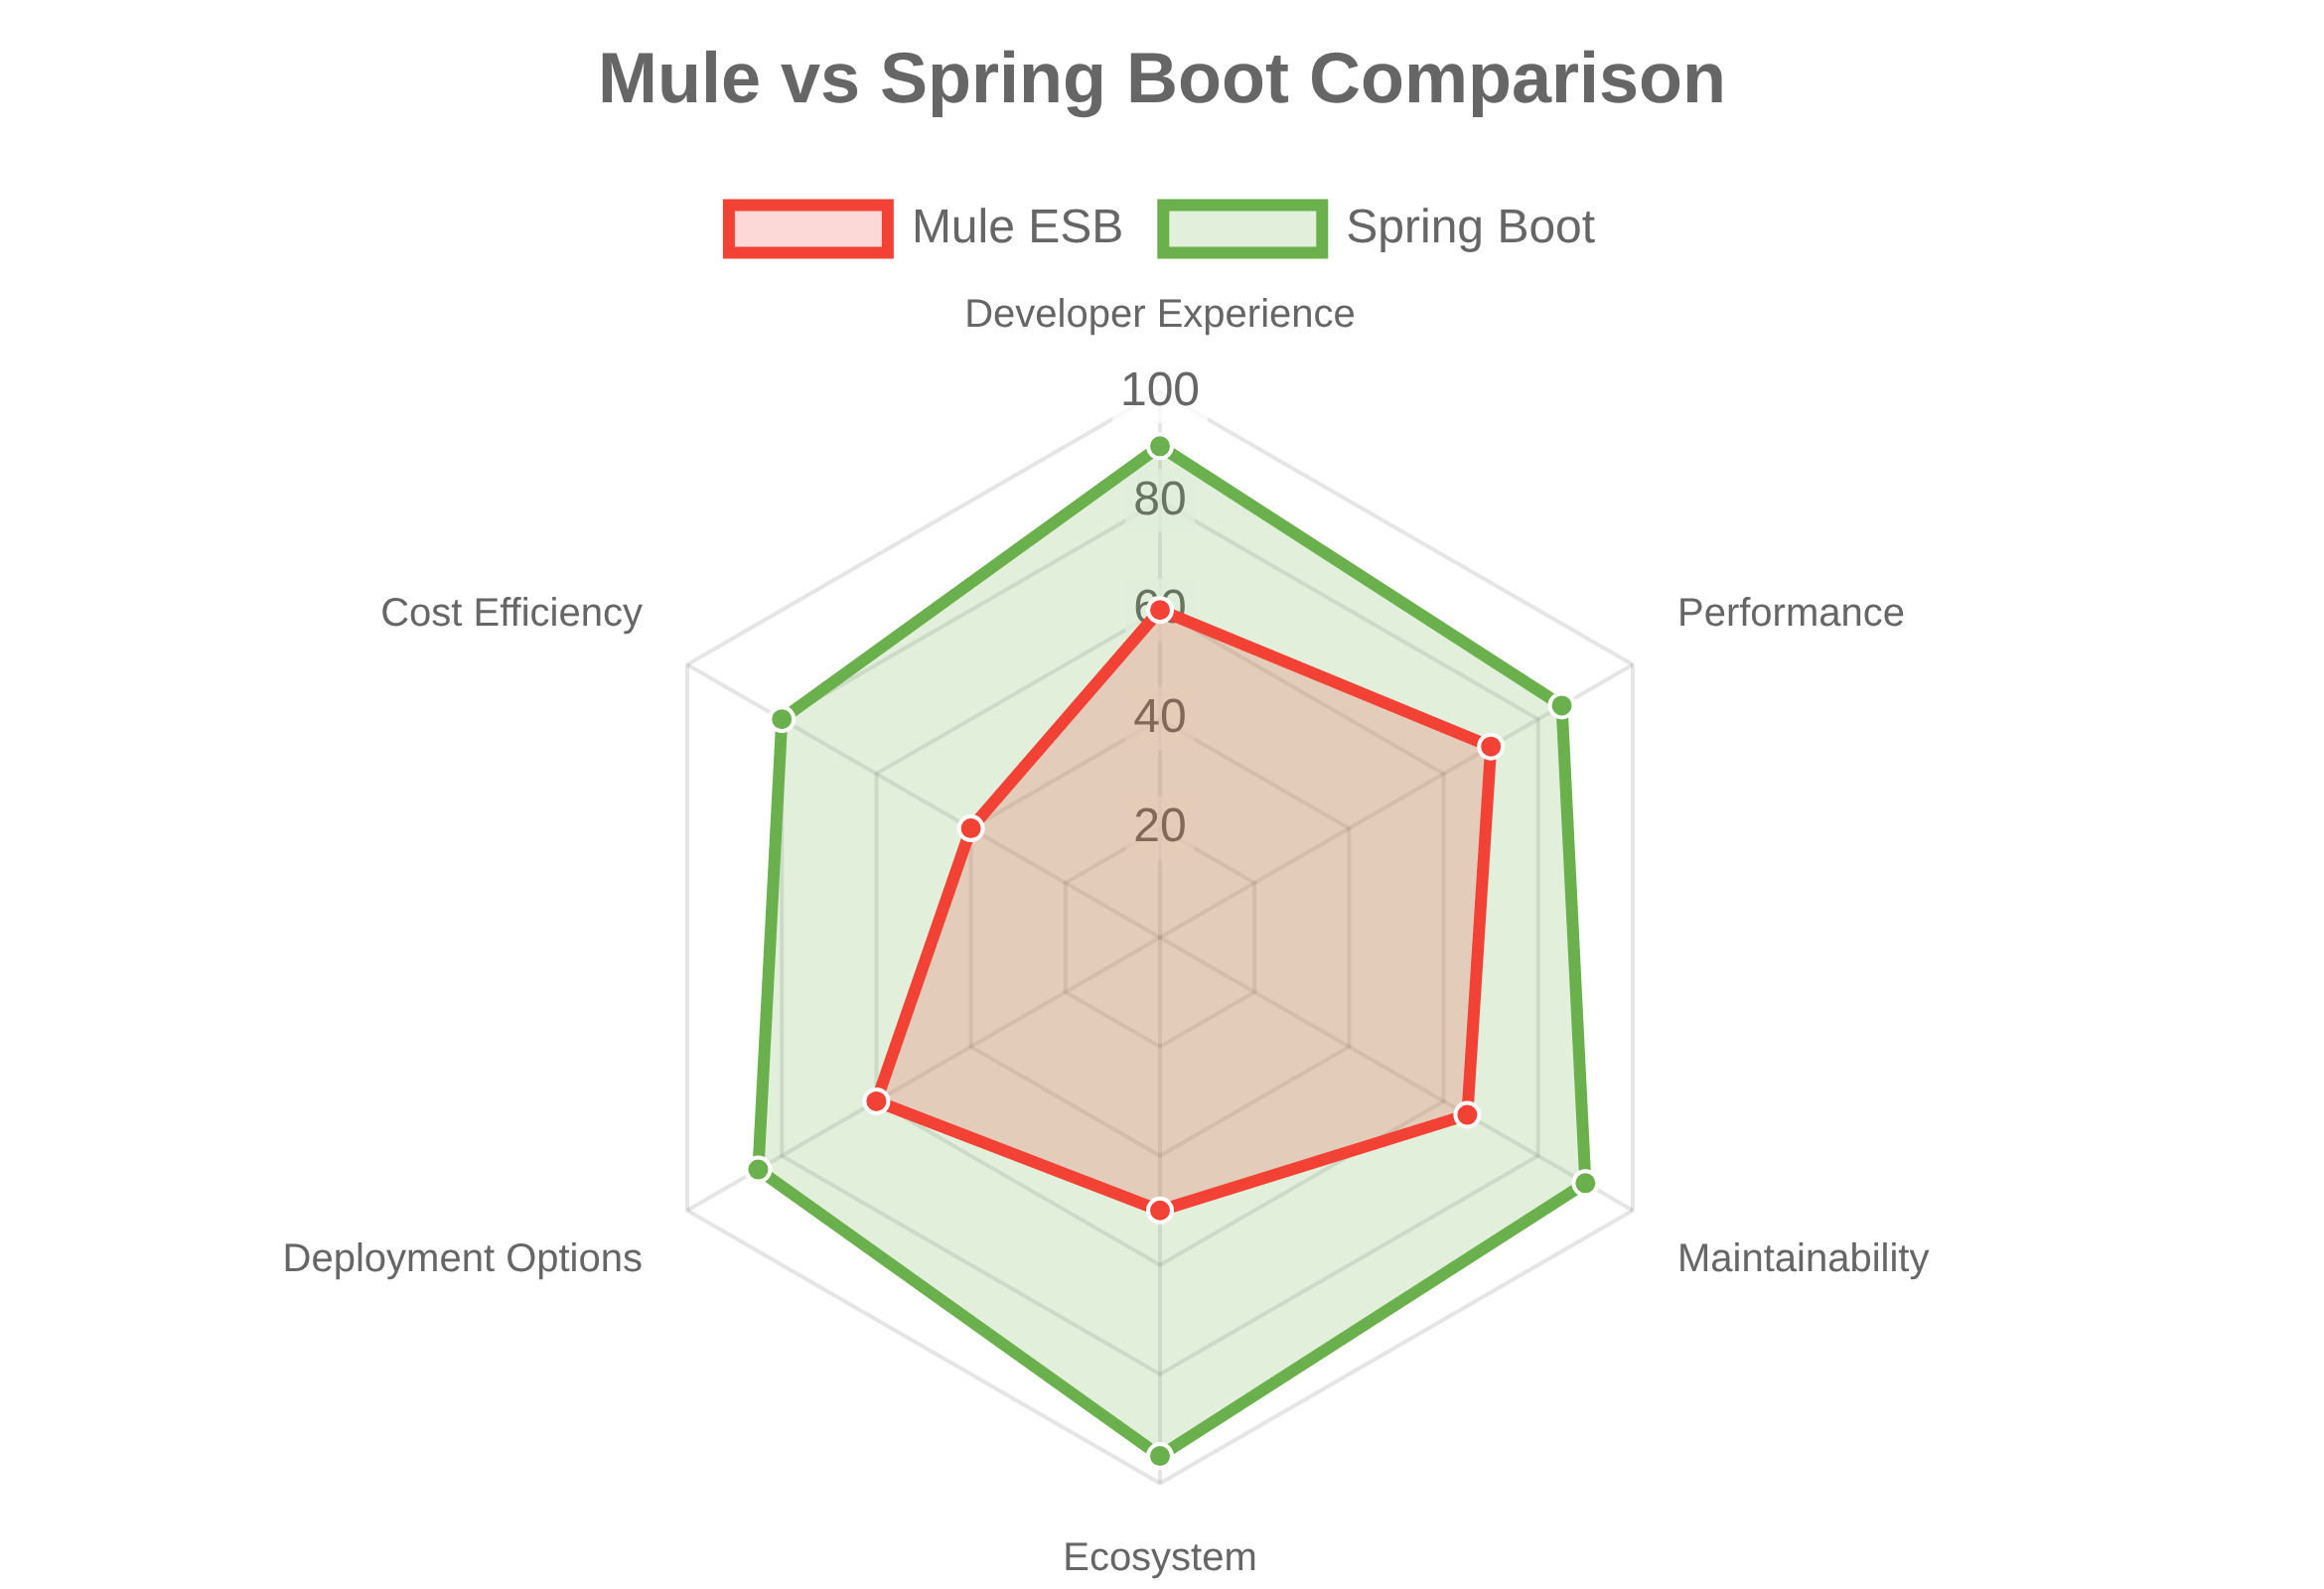 Mule vs Spring Boot Comparison
Mule ESB
Spring Boot
Developer Experience
100
80
60
40
20
Cost Efficiency
Performance
Deployment Options
Maintainability
Ecosystem